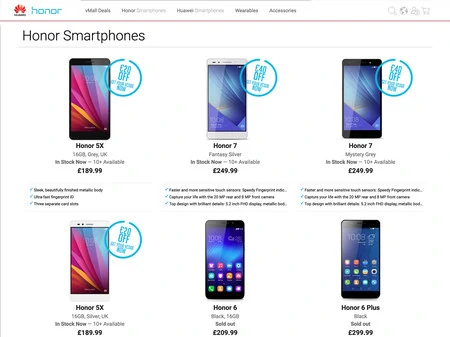 HUAWEI honor
vMall Deals
Honor Smartphones
Huawei Smartphones
Wearables
Accessories
Honor Smartphones
£20
OFF
GET YOUR £20
NOW
£40
OFF
NOW
£40
OFF
NOW
Honor 5X
16GB, Grey, UK
In Stock Now — 10+ Available
£189.99
Honor 7
Fantasy Silver
In Stock Now — 10+ Available
£249.99
Honor 7
Mystery Grey
In Stock Now — 10+ Available
£249.99
Sleek, beautifully finished metallic body
Ultra fast fingerprint ID
Three separate card slots
Faster and more sensitive touch sensors: Speedy Fingerprint indic...
Capture your life with the 20 MP rear and 8 MP front camera
Top design with brilliant details: 5.2 inch FHD display, metallic bod...
Faster and more sensitive touch sensors: Speedy Fingerprint indic...
Capture your life with the 20 MP rear and 8 MP front camera
Top design with brilliant details: 5.2 inch FHD display, metallic bod...
£20
OFF
NOW
Honor 5X
16GB, Silver, UK
In Stock Now — 10+ Available
£189.99
Honor 6
Black, 16GB
Sold out
£209.99
Honor 6 Plus
Black
Sold out
£299.99